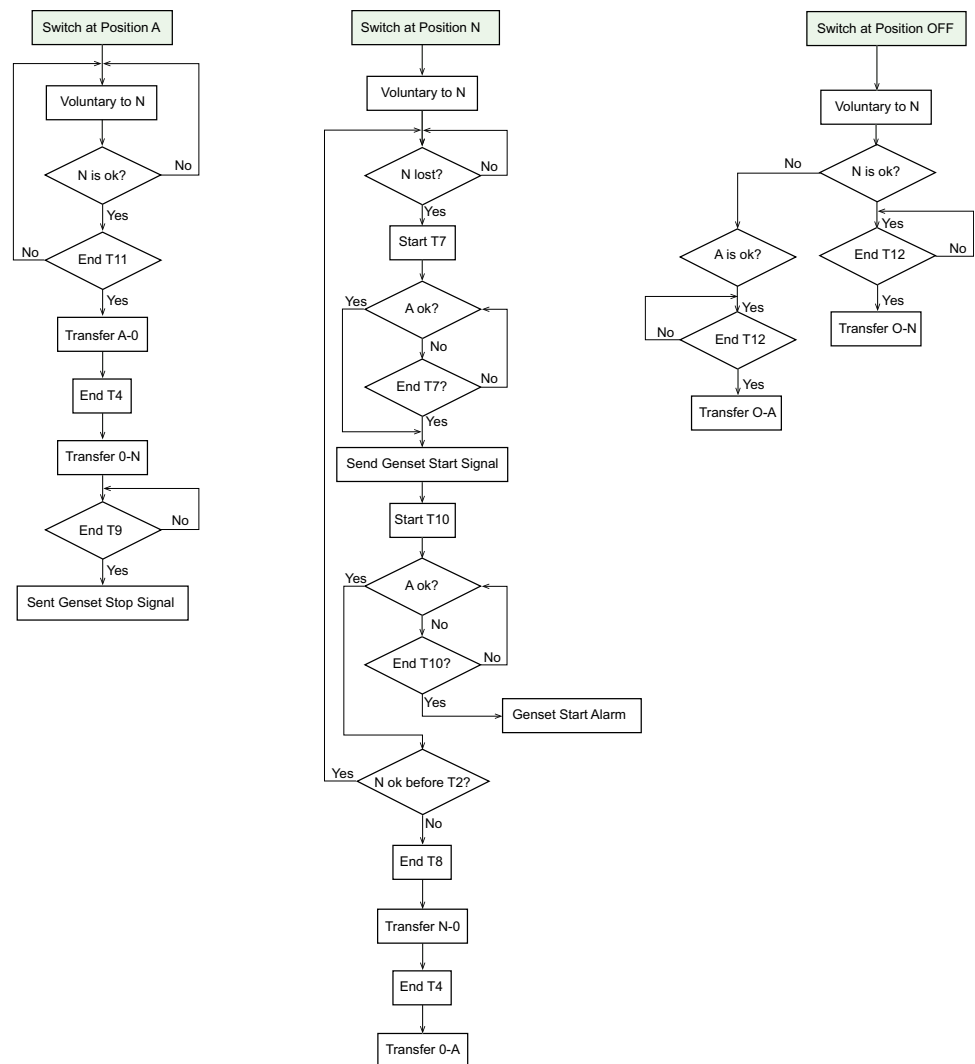 Switch at Position A
Voluntary to N
N is ok?
No
Yes
No
End T11
Yes
Transfer A-0
End T4
Transfer 0-N
End T9
No
Yes
Sent Genset Stop Signal
Switch at Position N
Voluntary to N
N lost?
No
Yes
Start T7
Yes
A ok?
No
End T7?
No
Yes
Send Genset Start Signal
Start T10
Yes
A ok?
No
End T10?
No
Yes
Genset Start Alarm
Yes
N ok before T2?
No
End T8
Transfer N-0
End T4
Transfer 0-A
Switch at Position OFF
Voluntary to N
No
N is ok?
Yes
A is ok?
End T12
No
Yes
Transfer O-N
Yes
No
End T12
Yes
Transfer O-A